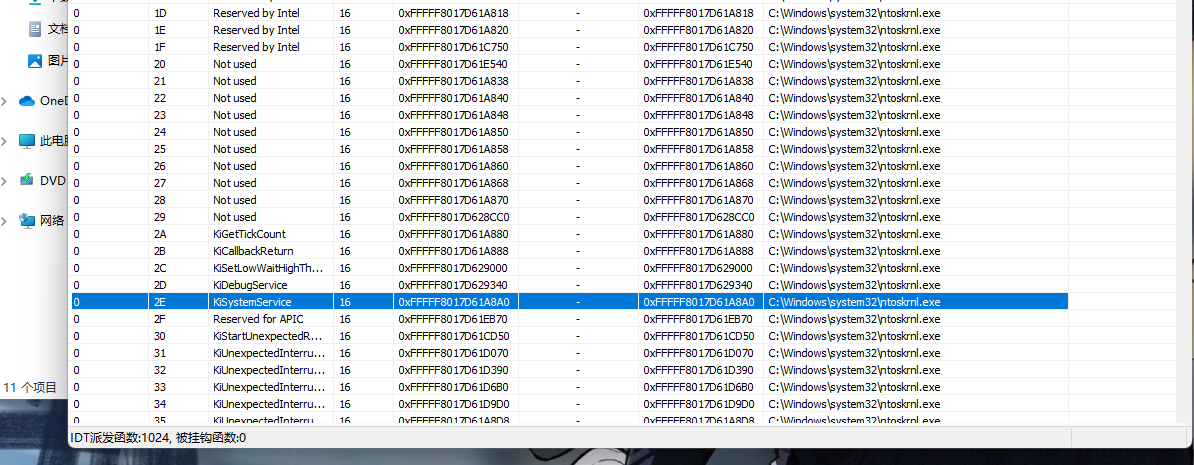 0 1D Reserved by Intel 16 0xFFFFF8017D61A818 - 0xFFFFF8017D61A818 C:\Windows\system32\ntoskrnl.exe
文档 0 1E Reserved by Intel 16 0xFFFFF8017D61A820 - 0xFFFFF8017D61A820 C:\Windows\system32\ntoskrnl.exe
0 1F Reserved by Intel 16 0xFFFFF8017D61C750 - 0xFFFFF8017D61C750 C:\Windows\system32\ntoskrnl.exe
图片 0 20 Not used 16 0xFFFFF8017D61E540 - 0xFFFFF8017D61E540 C:\Windows\system32\ntoskrnl.exe
0 21 Not used 16 0xFFFFF8017D61A838 - 0xFFFFF8017D61A838 C:\Windows\system32\ntoskrnl.exe
OneD 0 22 Not used 16 0xFFFFF8017D61A840 - 0xFFFFF8017D61A840 C:\Windows\system32\ntoskrnl.exe
0 23 Not used 16 0xFFFFF8017D61A848 - 0xFFFFF8017D61A848 C:\Windows\system32\ntoskrnl.exe
此电脑 0 24 Not used 16 0xFFFFF8017D61A850 - 0xFFFFF8017D61A850 C:\Windows\system32\ntoskrnl.exe
0 25 Not used 16 0xFFFFF8017D61A858 - 0xFFFFF8017D61A858 C:\Windows\system32\ntoskrnl.exe
0 26 Not used 16 0xFFFFF8017D61A860 - 0xFFFFF8017D61A860 C:\Windows\system32\ntoskrnl.exe
DVD 0 27 Not used 16 0xFFFFF8017D61A868 - 0xFFFFF8017D61A868 C:\Windows\system32\ntoskrnl.exe
0 28 Not used 16 0xFFFFF8017D61A870 - 0xFFFFF8017D61A870 C:\Windows\system32\ntoskrnl.exe
网络 0 29 Not used 16 0xFFFFF8017D628CC0 - 0xFFFFF8017D628CC0 C:\Windows\system32\ntoskrnl.exe
0 2A KiGetTickCount 16 0xFFFFF8017D61A880 - 0xFFFFF8017D61A880 C:\Windows\system32\ntoskrnl.exe
0 2B KiCallbackReturn 16 0xFFFFF8017D61A888 - 0xFFFFF8017D61A888 C:\Windows\system32\ntoskrnl.exe
0 2C KiSetLowWaitHighTh... 16 0xFFFFF8017D629000 - 0xFFFFF8017D629000 C:\Windows\system32\ntoskrnl.exe
0 2D KiDebugService 16 0xFFFFF8017D629340 - 0xFFFFF8017D629340 C:\Windows\system32\ntoskrnl.exe
0 2E KiSystemService 16 0xFFFFF8017D61A8A0 - 0xFFFFF8017D61A8A0 C:\Windows\system32\ntoskrnl.exe
0 2F Reserved for APIC 16 0xFFFFF8017D61EB70 - 0xFFFFF8017D61EB70 C:\Windows\system32\ntoskrnl.exe
0 30 KiStartUnexpectedR... 16 0xFFFFF8017D61CD50 - 0xFFFFF8017D61CD50 C:\Windows\system32\ntoskrnl.exe
0 31 KiUnexpectedInterru... 16 0xFFFFF8017D61D070 - 0xFFFFF8017D61D070 C:\Windows\system32\ntoskrnl.exe
0 32 KiUnexpectedInterru... 16 0xFFFFF8017D61D390 - 0xFFFFF8017D61D390 C:\Windows\system32\ntoskrnl.exe
11 个项目 0 33 KiUnexpectedInterru... 16 0xFFFFF8017D61D6B0 - 0xFFFFF8017D61D6B0 C:\Windows\system32\ntoskrnl.exe
0 34 KiUnexpectedInterru... 16 0xFFFFF8017D61D9D0 - 0xFFFFF8017D61D9D0 C:\Windows\system32\ntoskrnl.exe
0 35 KiUnexpectedInterru... 16 0xFFFFF8017D61A8D8 - 0xFFFFF8017D61A8D8 C:\Windows\system32\ntoskrnl.exe
IDT派发函数:1024, 被挂钩函数:0